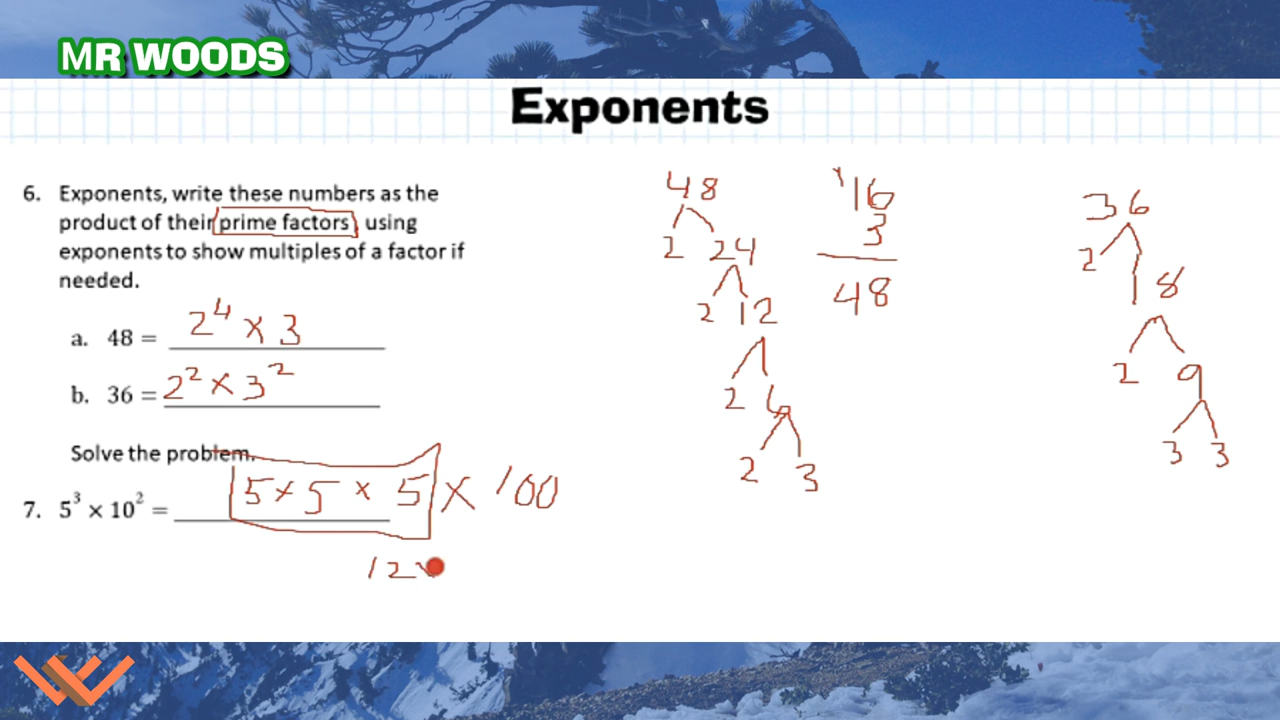 MR WOODS
Exponents
6. Exponents, write these numbers as the
product of their prime factors, using
exponents to show multiples of a factor if
needed.
a. 48 = 2⁴ × 3
b. 36 = 2² × 3²
Solve the problem.
7. 5³ × 10² = 5 × 5 × 5 × 100
12
48
2 24
2 12
2 6
2 3
1
16
3
48
36
2 18
2 9
3 3